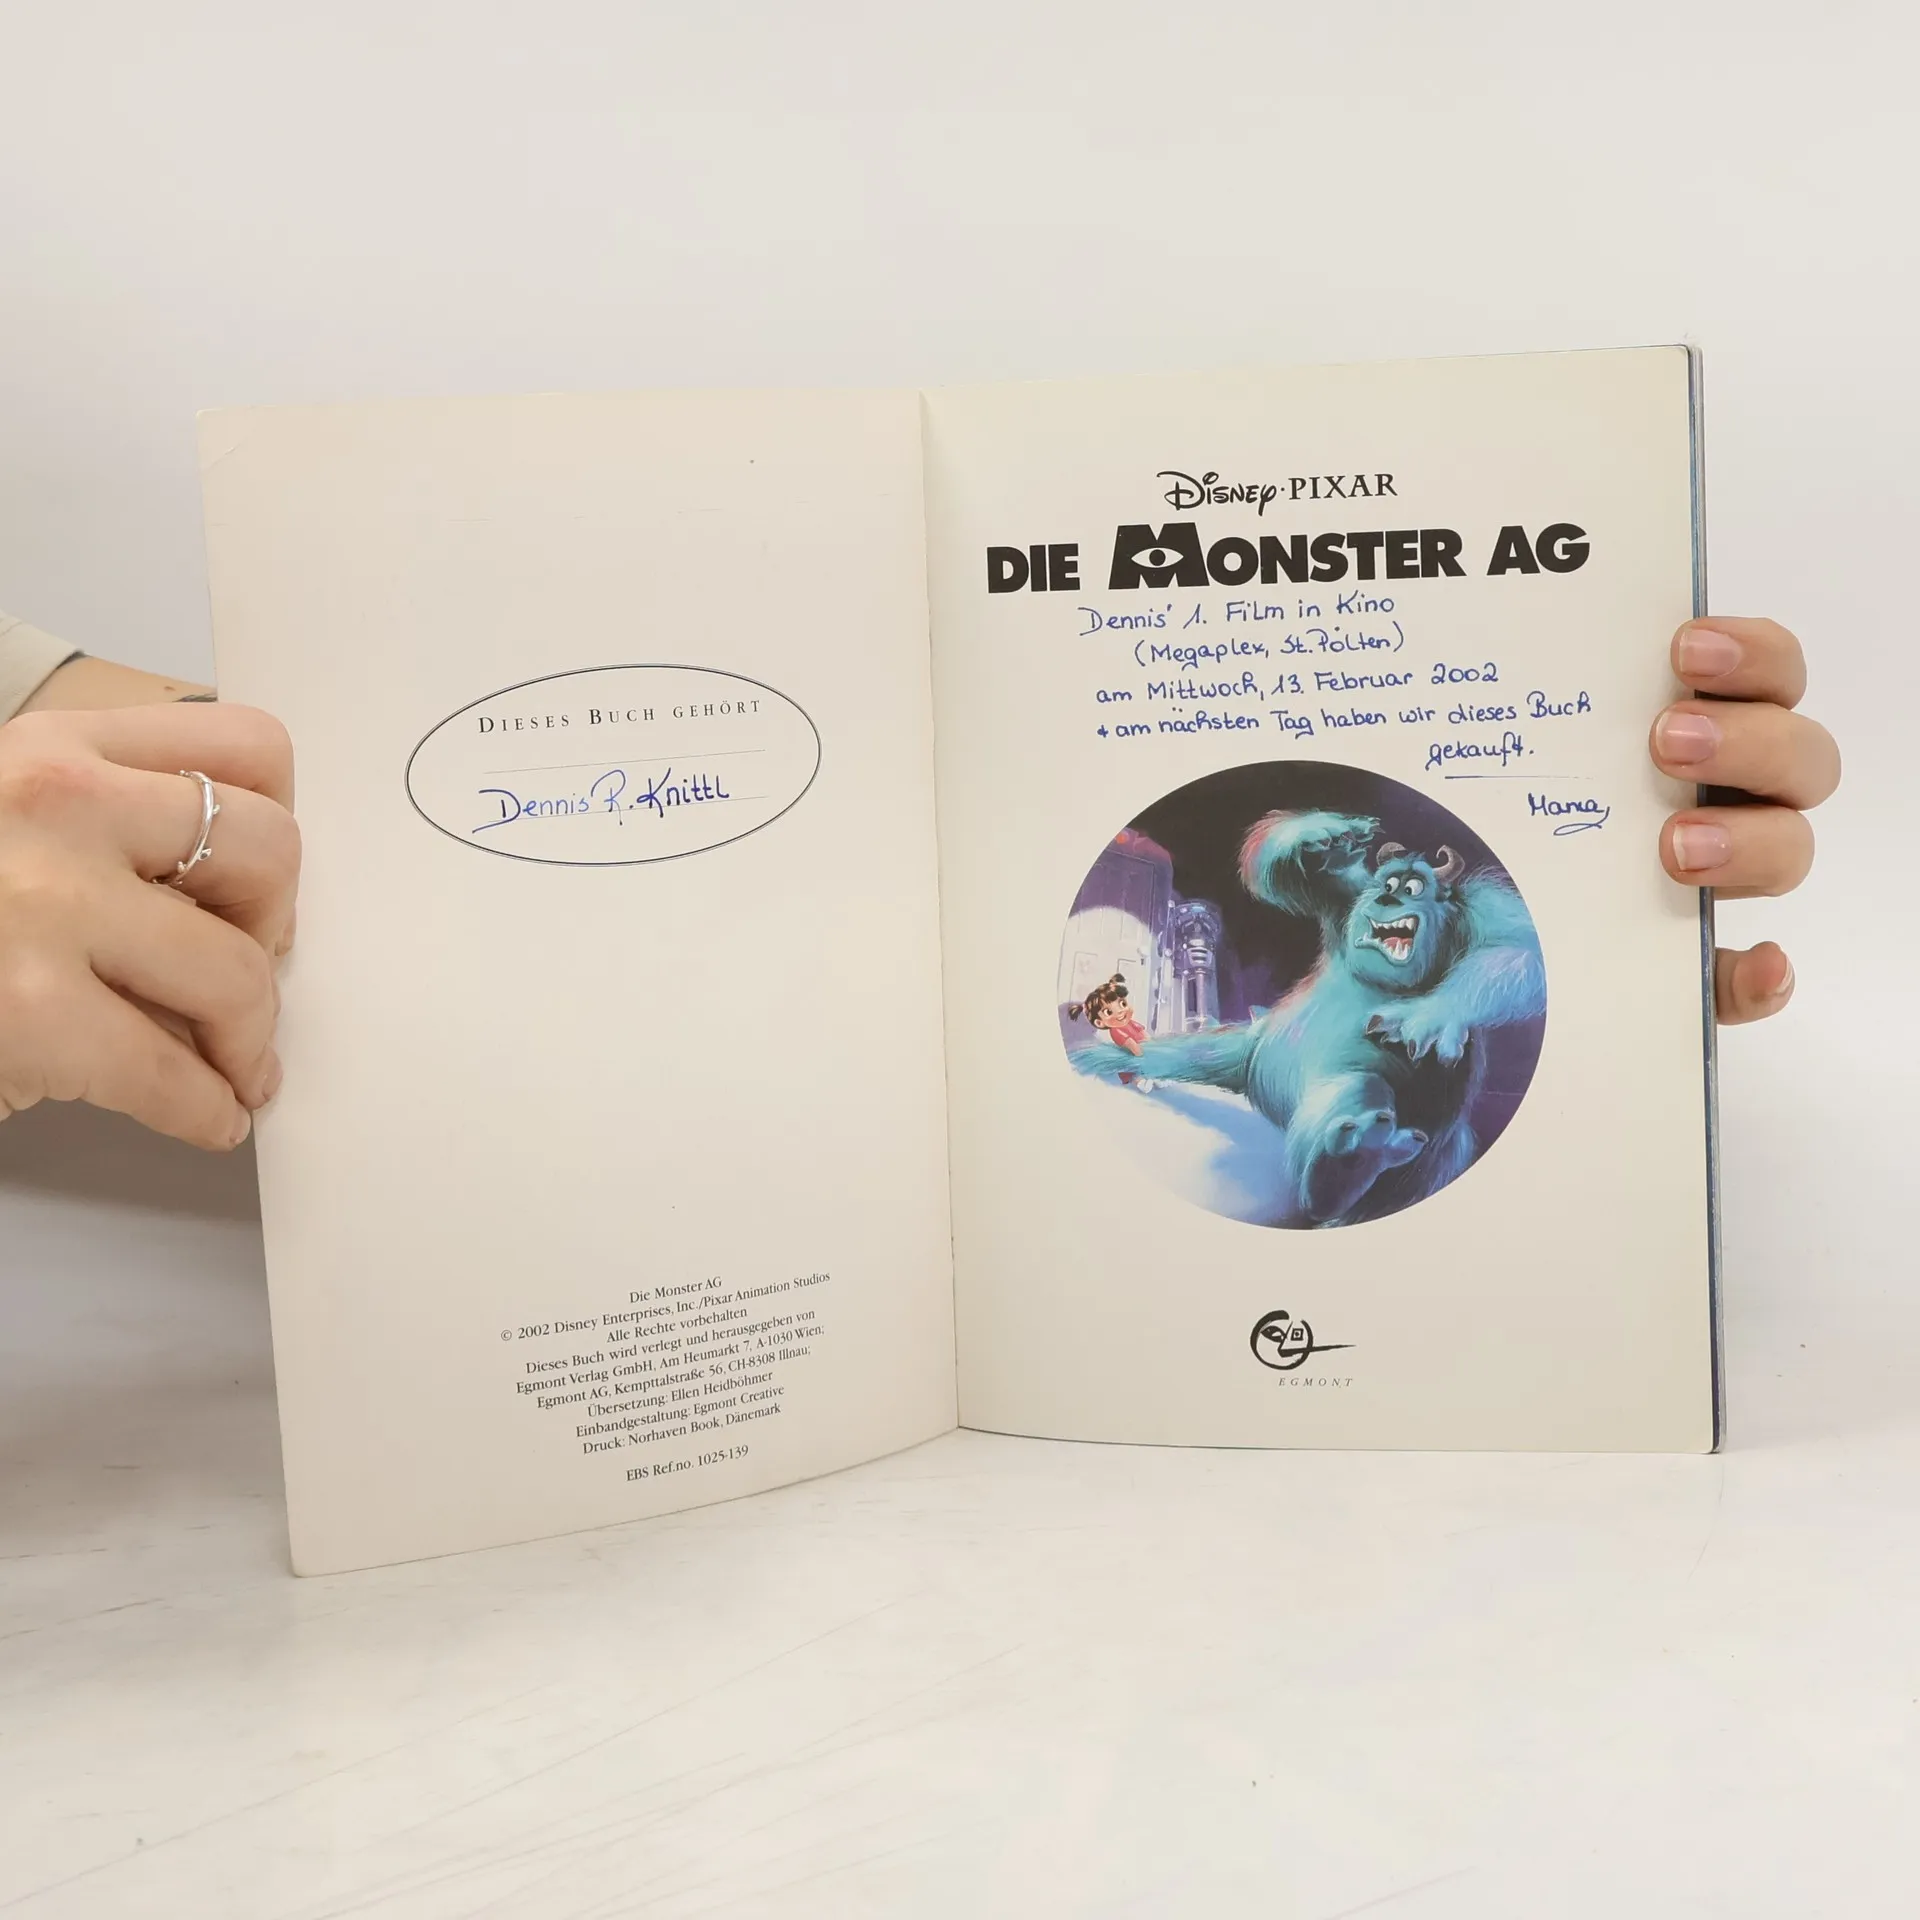 DIESES BUCH GEHÖRT
Dennis R. Knittl
Die Monster AG
© 2002 Disney Enterprises, Inc./Pixar Animation Studios
Alle Rechte vorbehalten
Dieses Buch wird verlegt und herausgegeben von
Egmont Verlag GmbH, Am Heumarkt 7, A-1030 Wien;
Egmont AG, Kempttalstraße 56, CH-8308 Illnau;
Übersetzung: Ellen Heidböhmer
Einbandgestaltung: Egmont Creative
Druck: Norhaven Book, Dänemark
EBS Ref.no. 1025-139
DISNEY·PIXAR
DIE MONSTER AG
Dennis' 1. Film in Kino
(Megaplex, St. Pölten)
am Mittwoch, 13. Februar 2002
+ am nächsten Tag haben wir dieses Buch
gekauft.
Mama,
EGMONT